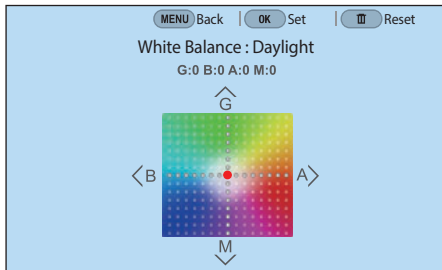 MENU Back | OK Set | Reset
White Balance : Daylight
G:0 B:0 A:0 M:0
G
B A
M